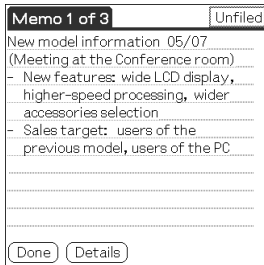 Memo 1 of 3
Unfiled
New model information 05/07
(Meeting at the Conference room)
- New features: wide LCD display,
higher-speed processing, wider
accessories selection
- Sales target: users of the
previous model, users of the PC
Done
Details